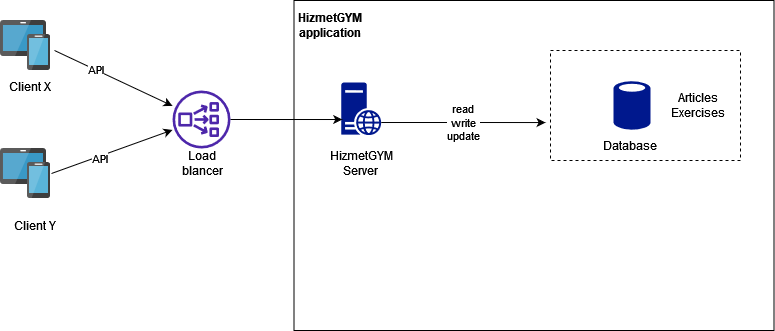 HizmetGYM
application
Client X
API
API
Client Y
Load
blancer
HizmetGYM
Server
read
write
update
Articles
Exercises
Database